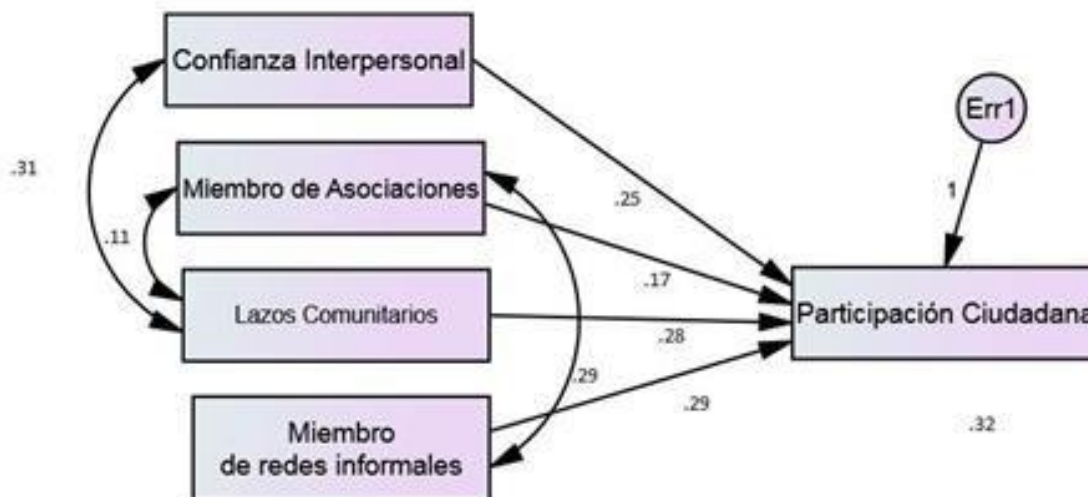 Confianza Interpersonal
Err1
.31
Miembro de Asociaciones
.25
1
.11
.17
Lazos Comunitarios
Participación Ciudadana
.28
.29
.29
Miembro
de redes informales
.32